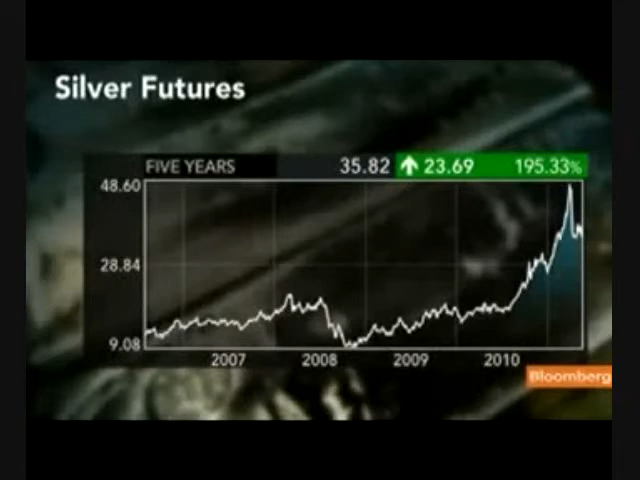 Silver Futures
FIVE YEARS 35.82 23.69 195.33%
48.60
28.84
9.08
2007 2008 2009 2010
Bloomberg